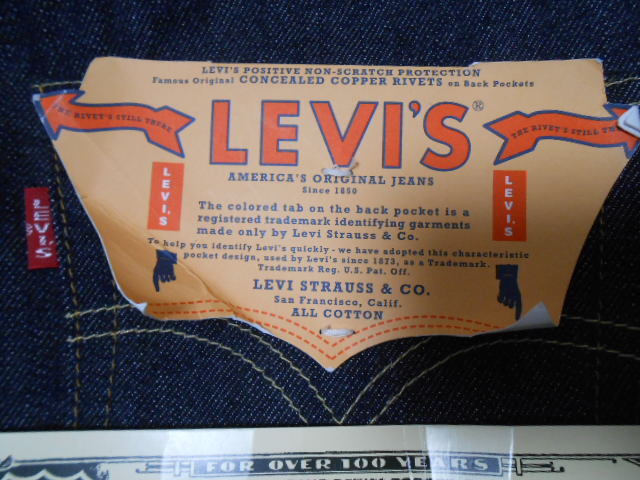 LEVI'S POSITIVE NON-SCRATCH PROTECTION
Famous Original CONCEALED COPPER RIVETS on Back Pockets
THE RIVET'S STILL THERE
LEVI'S®
THE RIVET'S STILL THE
AMERICA'S ORIGINAL JEANS
Since 1850
LEVI'S
LEVI'S
LEVI'S
The colored tab on the back pocket is a
registered trademark identifying garments
made only by Levi Strauss & Co.
To help you identify Levi's quickly - we have adopted this characteristic
pocket design, used by Levi's since 1873, as a Trademark.
Trademark Reg. U.S. Pat. Off.
LEVI STRAUSS & CO.
San Francisco, Calif.
ALL COTTON
FOR OVER 100 YEARS